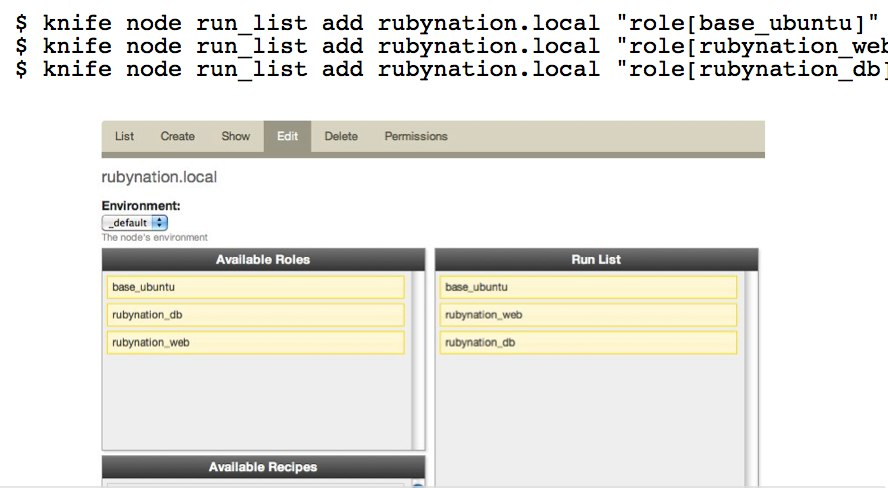 $ knife node run_list add rubynation.local "role[base_ubuntu]"
$ knife node run_list add rubynation.local "role[rubynation_web
$ knife node run_list add rubynation.local "role[rubynation_db]
List Create Show Edit Delete Permissions
rubynation.local
Environment:
_default
The node's environment
Available Roles
base_ubuntu
rubynation_db
rubynation_web
Run List
base_ubuntu
rubynation_web
rubynation_db
Available Recipes